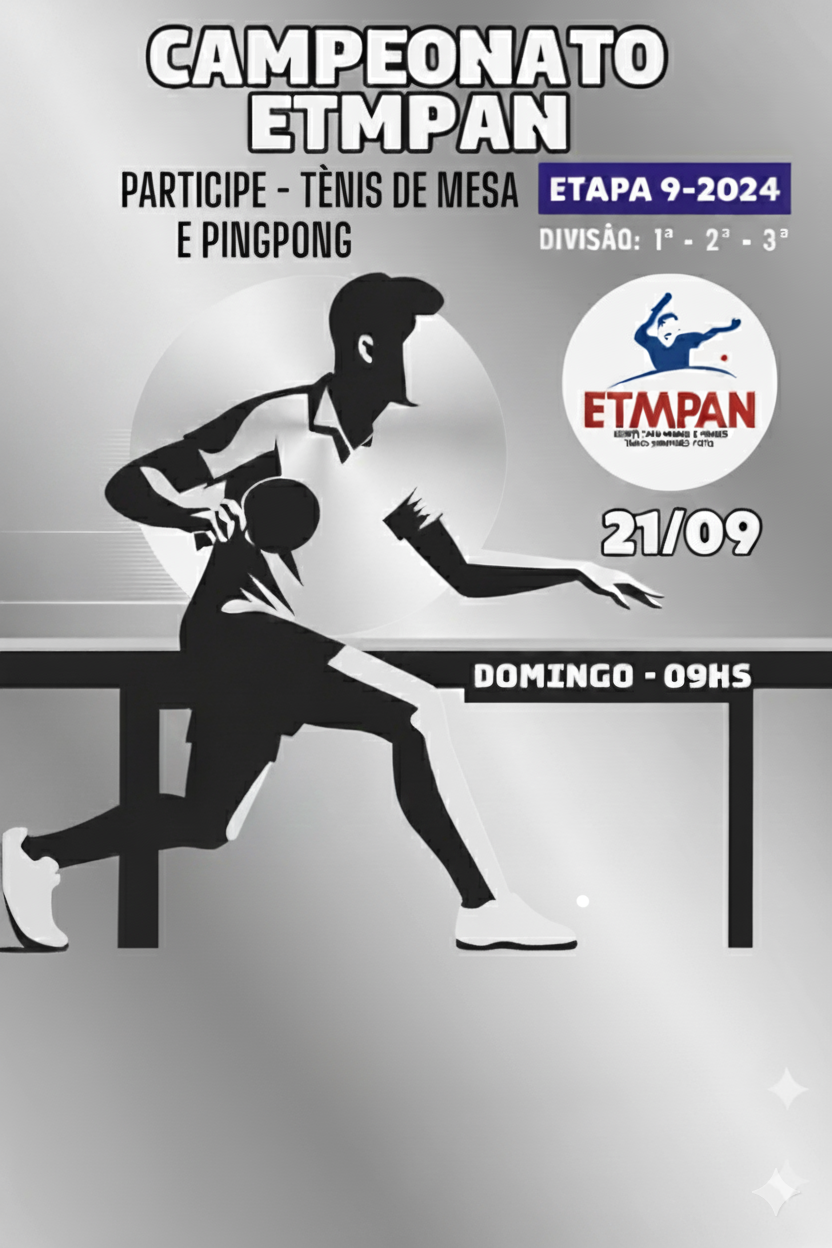 CAMPEONATO
ETMPAN
PARTICIPE - TÈNIS DE MESA
E PINGPONG
ETAPA 9-2024
DIVISÃO: 1ª - 2ª - 3ª
ETMPAN
21/09
DOMINGO - 09HS